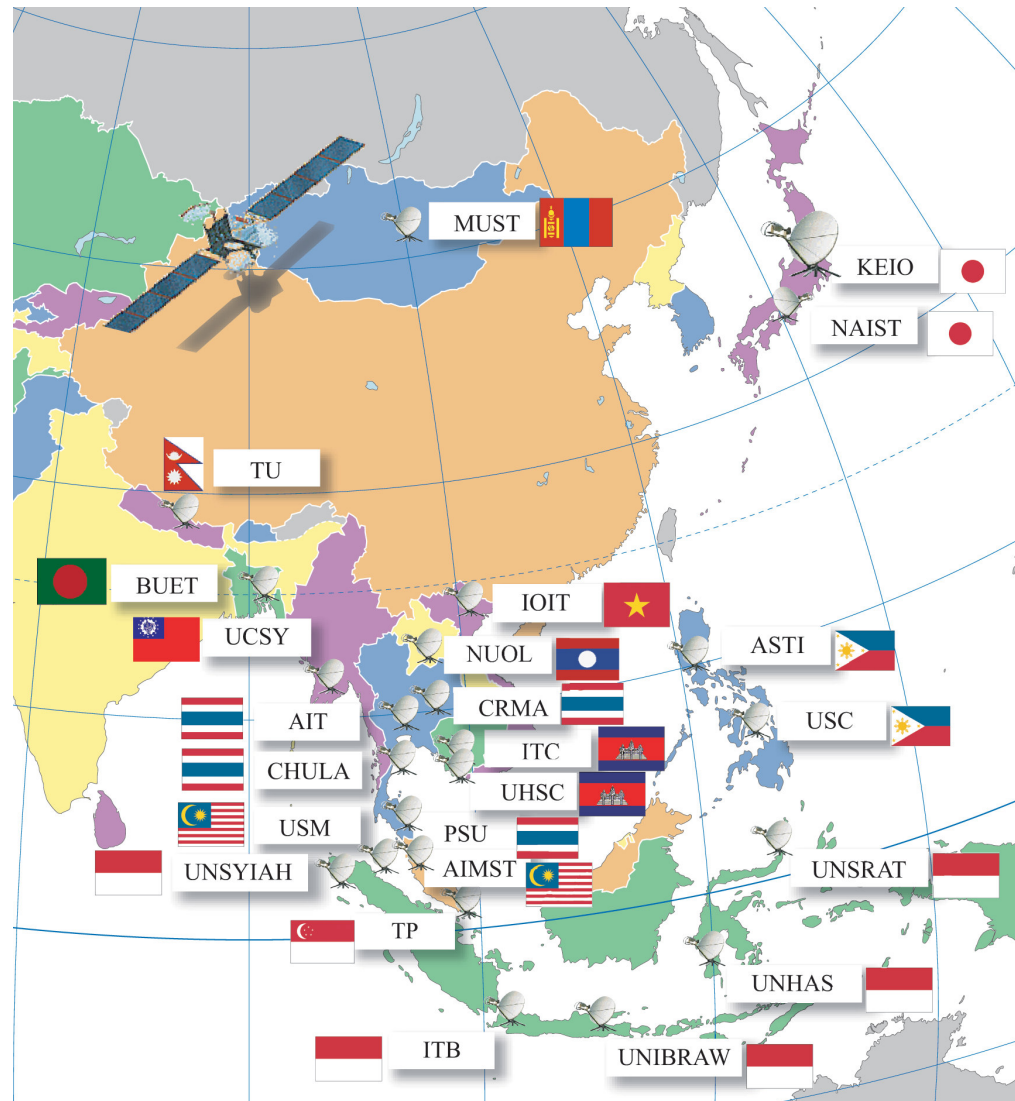 MUST
KEIO
NAIST
TU
BUET
IOIT
UCSY
NUOL
ASTI
AIT
CRMA
USC
CHULA
ITC
UHSC
USM
PSU
UNSYIAH
AIMST
UNSRAT
TP
UNHAS
ITB
UNIBRAW